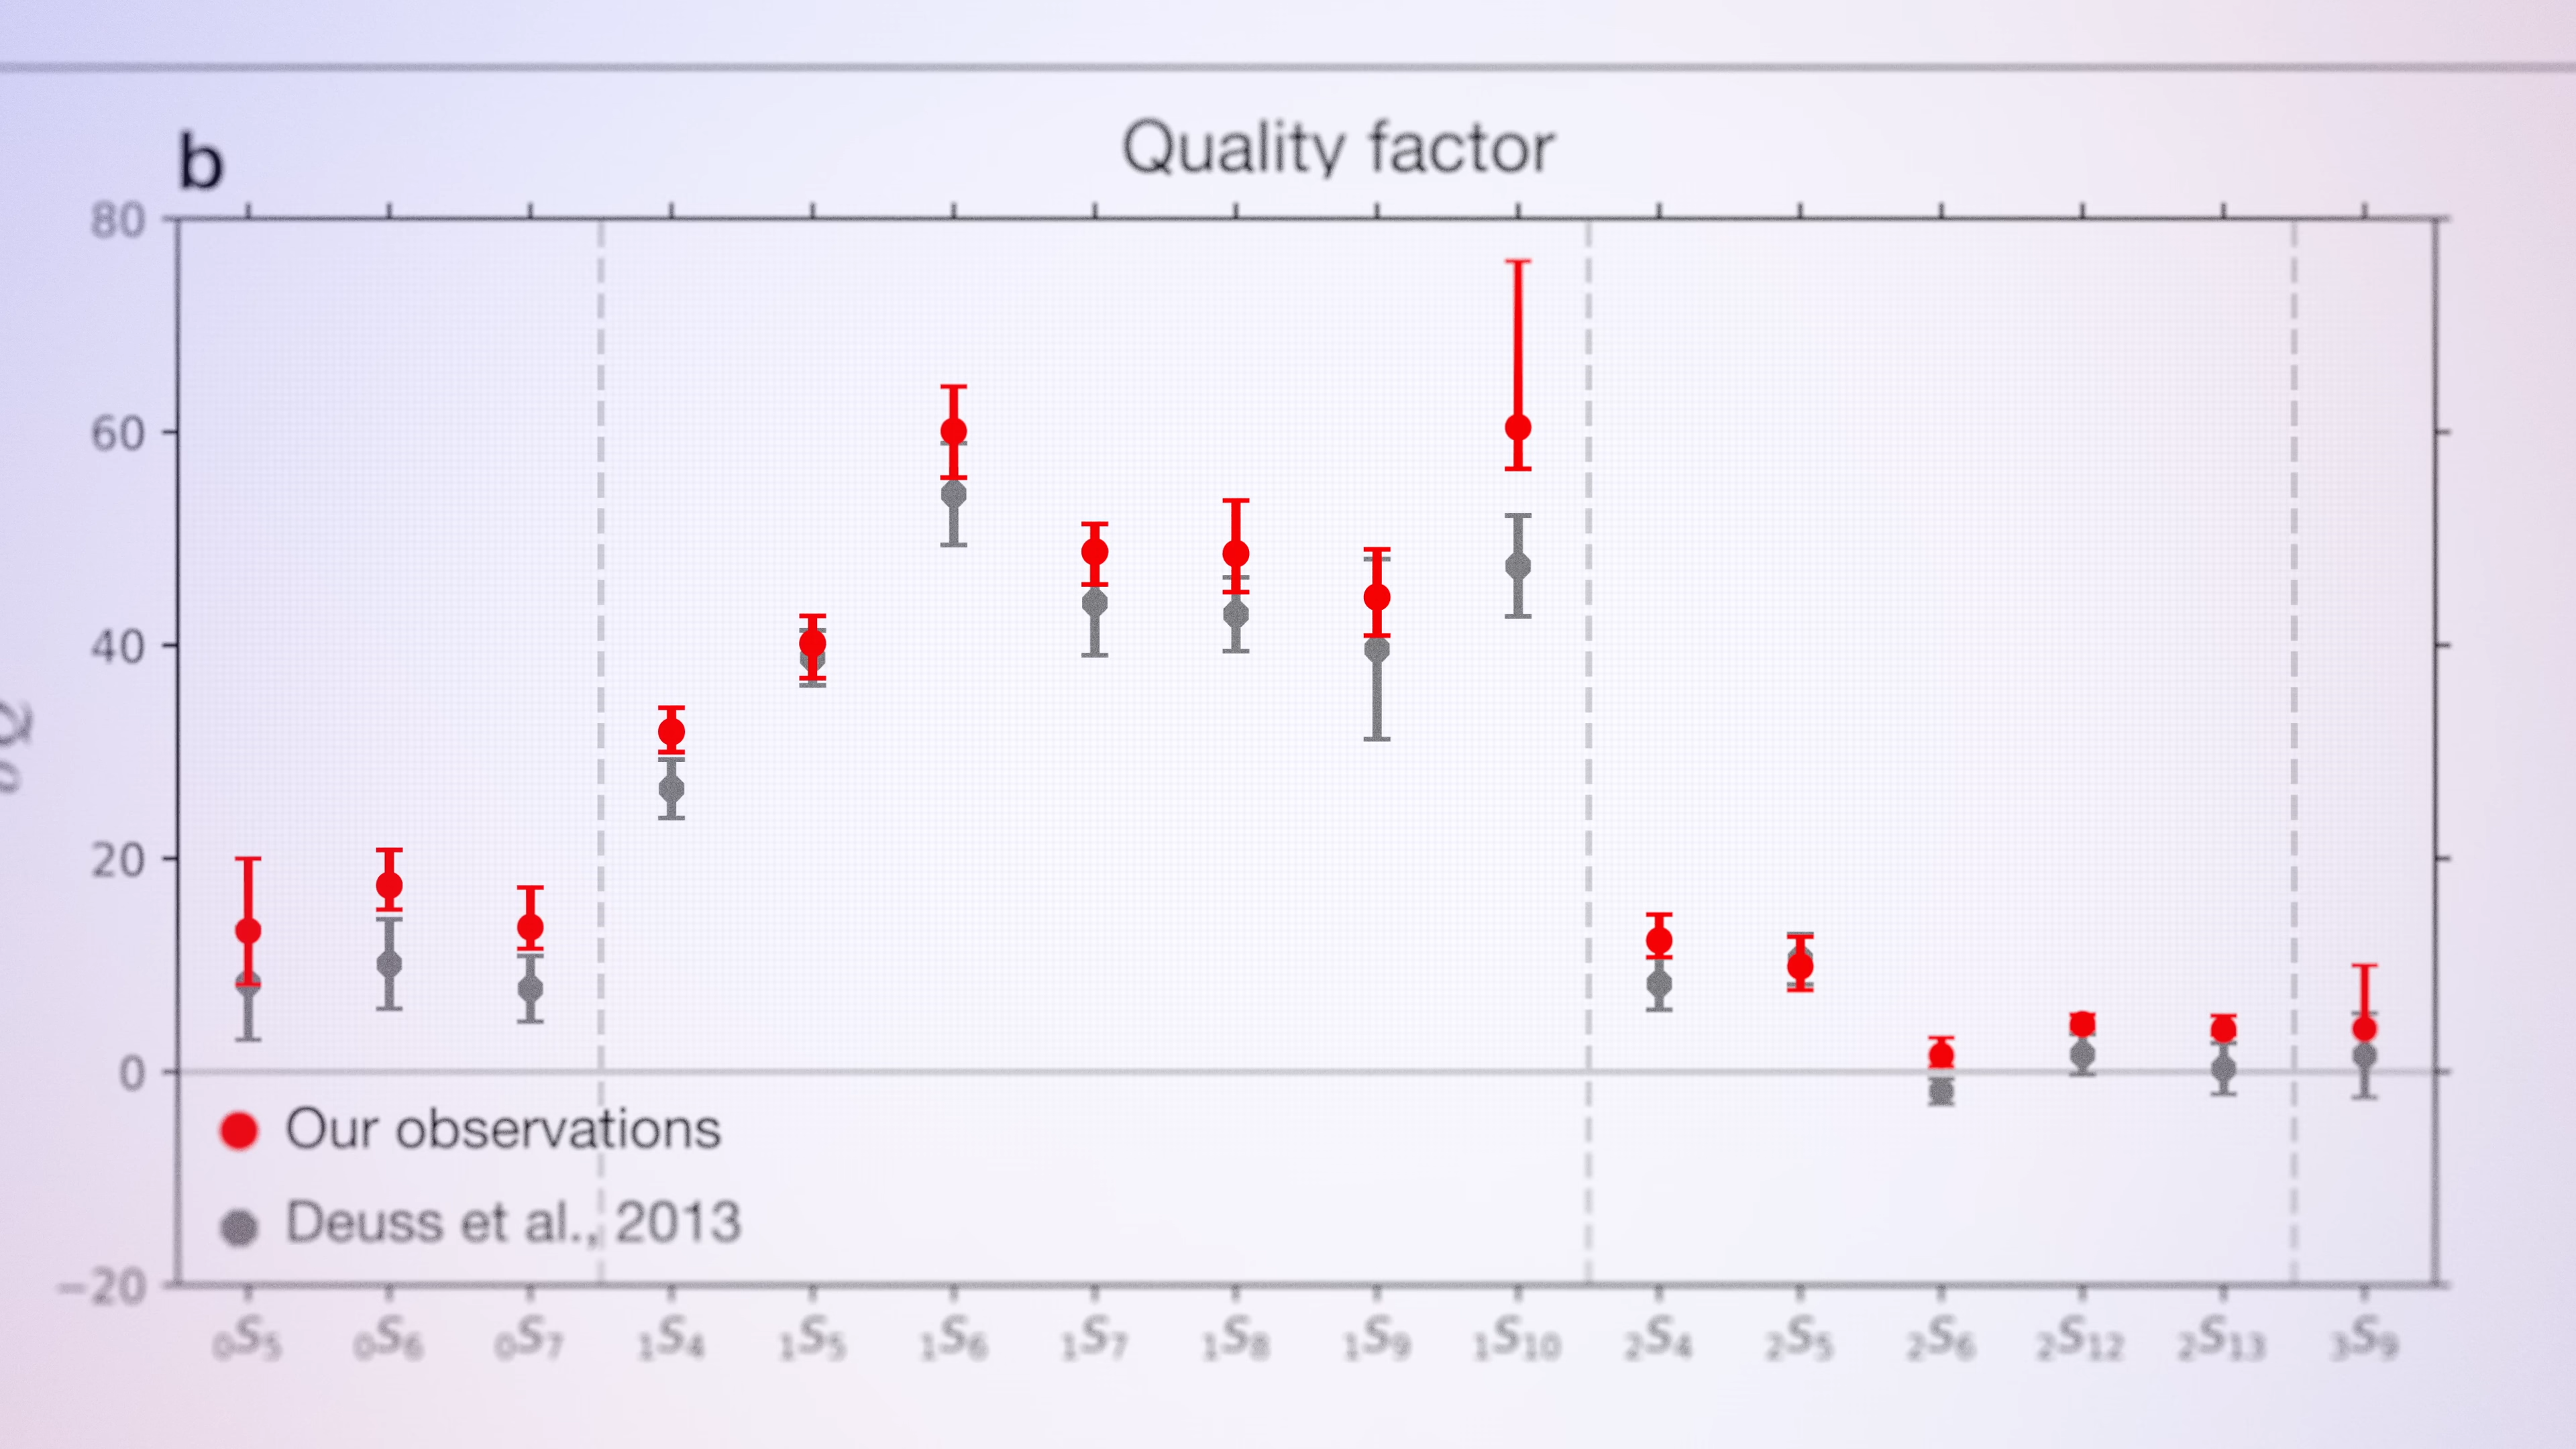 b
Quality factor
80
60
40
20
0
−20
Our observations
Deuss et al., 2013
₀S₅ ₀S₆ ₀S₇ ₁S₄ ₁S₅ ₁S₆ ₁S₇ ₁S₈ ₁S₉ ₁S₁₀ ₂S₄ ₂S₅ ₂S₆ ₂S₁₂ ₂S₁₃ ₃S₉